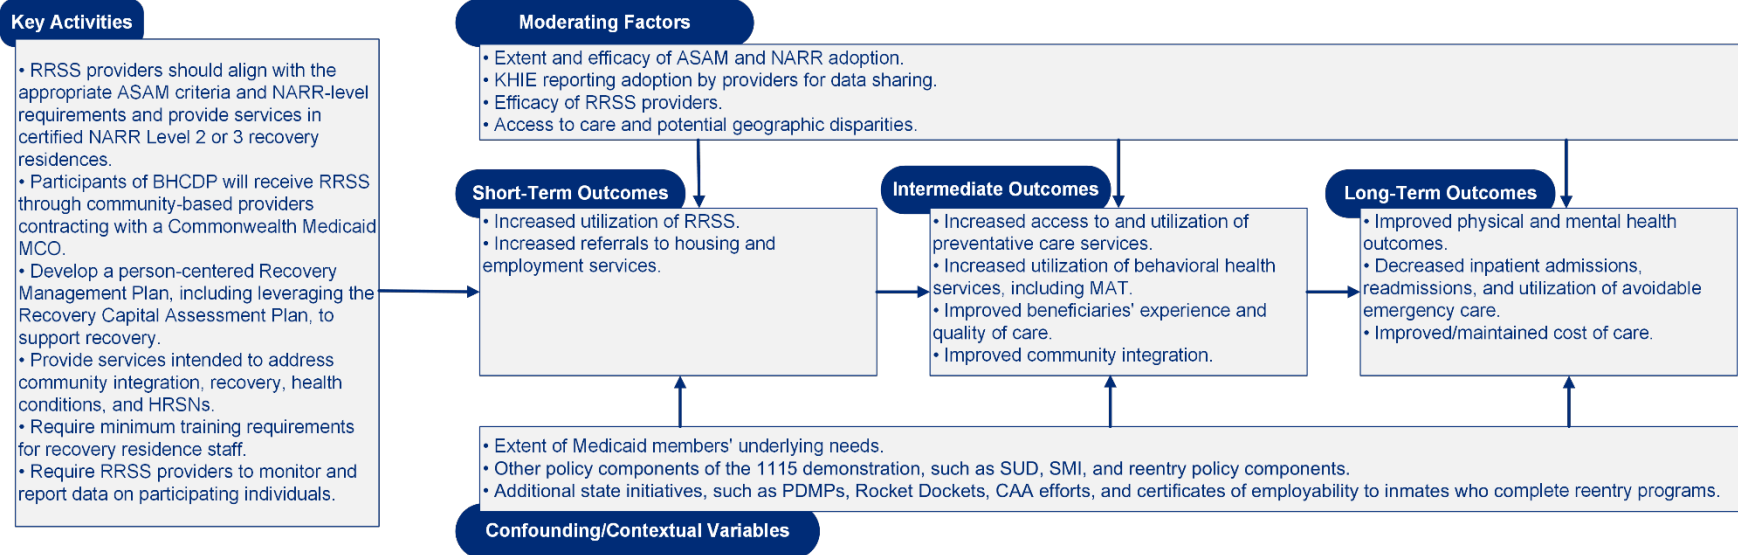 Key Activities
• RRSS providers should align with the
appropriate ASAM criteria and NARR-level
requirements and provide services in
certified NARR Level 2 or 3 recovery
residences.
• Participants of BHCDP will receive RRSS
through community-based providers
contracting with a Commonwealth Medicaid
MCO.
• Develop a person-centered Recovery
Management Plan, including leveraging the
Recovery Capital Assessment Plan, to
support recovery.
• Provide services intended to address
community integration, recovery, health
conditions, and HRSNs.
• Require minimum training requirements
for recovery residence staff.
• Require RRSS providers to monitor and
report data on participating individuals.
Moderating Factors
• Extent and efficacy of ASAM and NARR adoption.
• KHIE reporting adoption by providers for data sharing.
• Efficacy of RRSS providers.
• Access to care and potential geographic disparities.
Short-Term Outcomes
• Increased utilization of RRSS.
• Increased referrals to housing and
employment services.
Intermediate Outcomes
• Increased access to and utilization of
preventative care services.
• Increased utilization of behavioral health
services, including MAT.
• Improved beneficiaries' experience and
quality of care.
• Improved community integration.
Long-Term Outcomes
• Improved physical and mental health
outcomes.
• Decreased inpatient admissions,
readmissions, and utilization of avoidable
emergency care.
• Improved/maintained cost of care.
• Extent of Medicaid members' underlying needs.
• Other policy components of the 1115 demonstration, such as SUD, SMI, and reentry policy components.
• Additional state initiatives, such as PDMPs, Rocket Dockets, CAA efforts, and certificates of employability to inmates who complete reentry programs.
Confounding/Contextual Variables